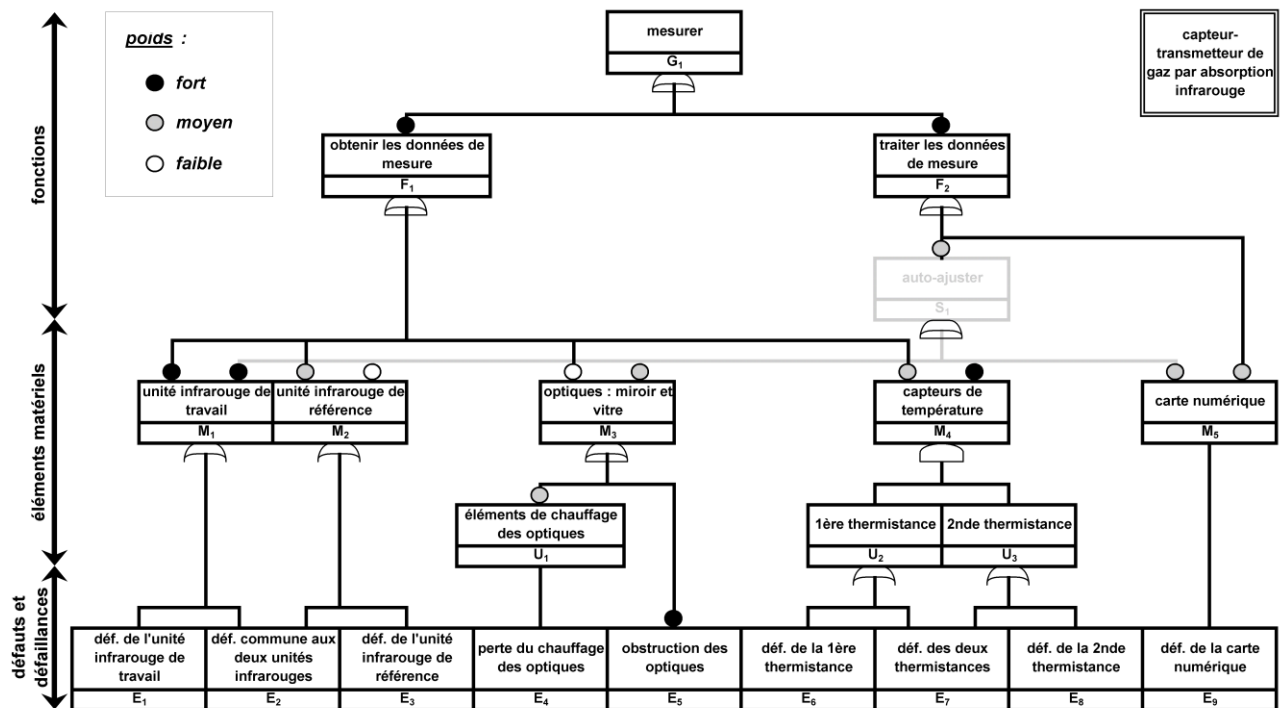 poids :
fort
moyen
faible
mesurer
G1
capteur-
transmetteur de
gaz par absorption
infrarouge
fonctions
obtenir les données de
mesure
F1
traiter les données
de mesure
F2
auto-ajuster
S1
éléments matériels
unité infrarouge de
travail
M1
unité infrarouge de
référence
M2
optiques : miroir et
vitre
M3
capteurs de
température
M4
carte numérique
M5
éléments de chauffage
des optiques
U1
1ère thermistance
U2
2nde thermistance
U3
défauts et
défaillances
déf. de l'unité
infrarouge de
travail
E1
déf. commune aux
deux unités
infrarouges
E2
déf. de l'unité
infrarouge de
référence
E3
perte du chauffage
des optiques
E4
obstruction des
optiques
E5
déf. de la 1ère
thermistance
E6
déf. des deux
thermistances
E7
déf. de la 2nde
thermistance
E8
déf. de la carte
numérique
E9